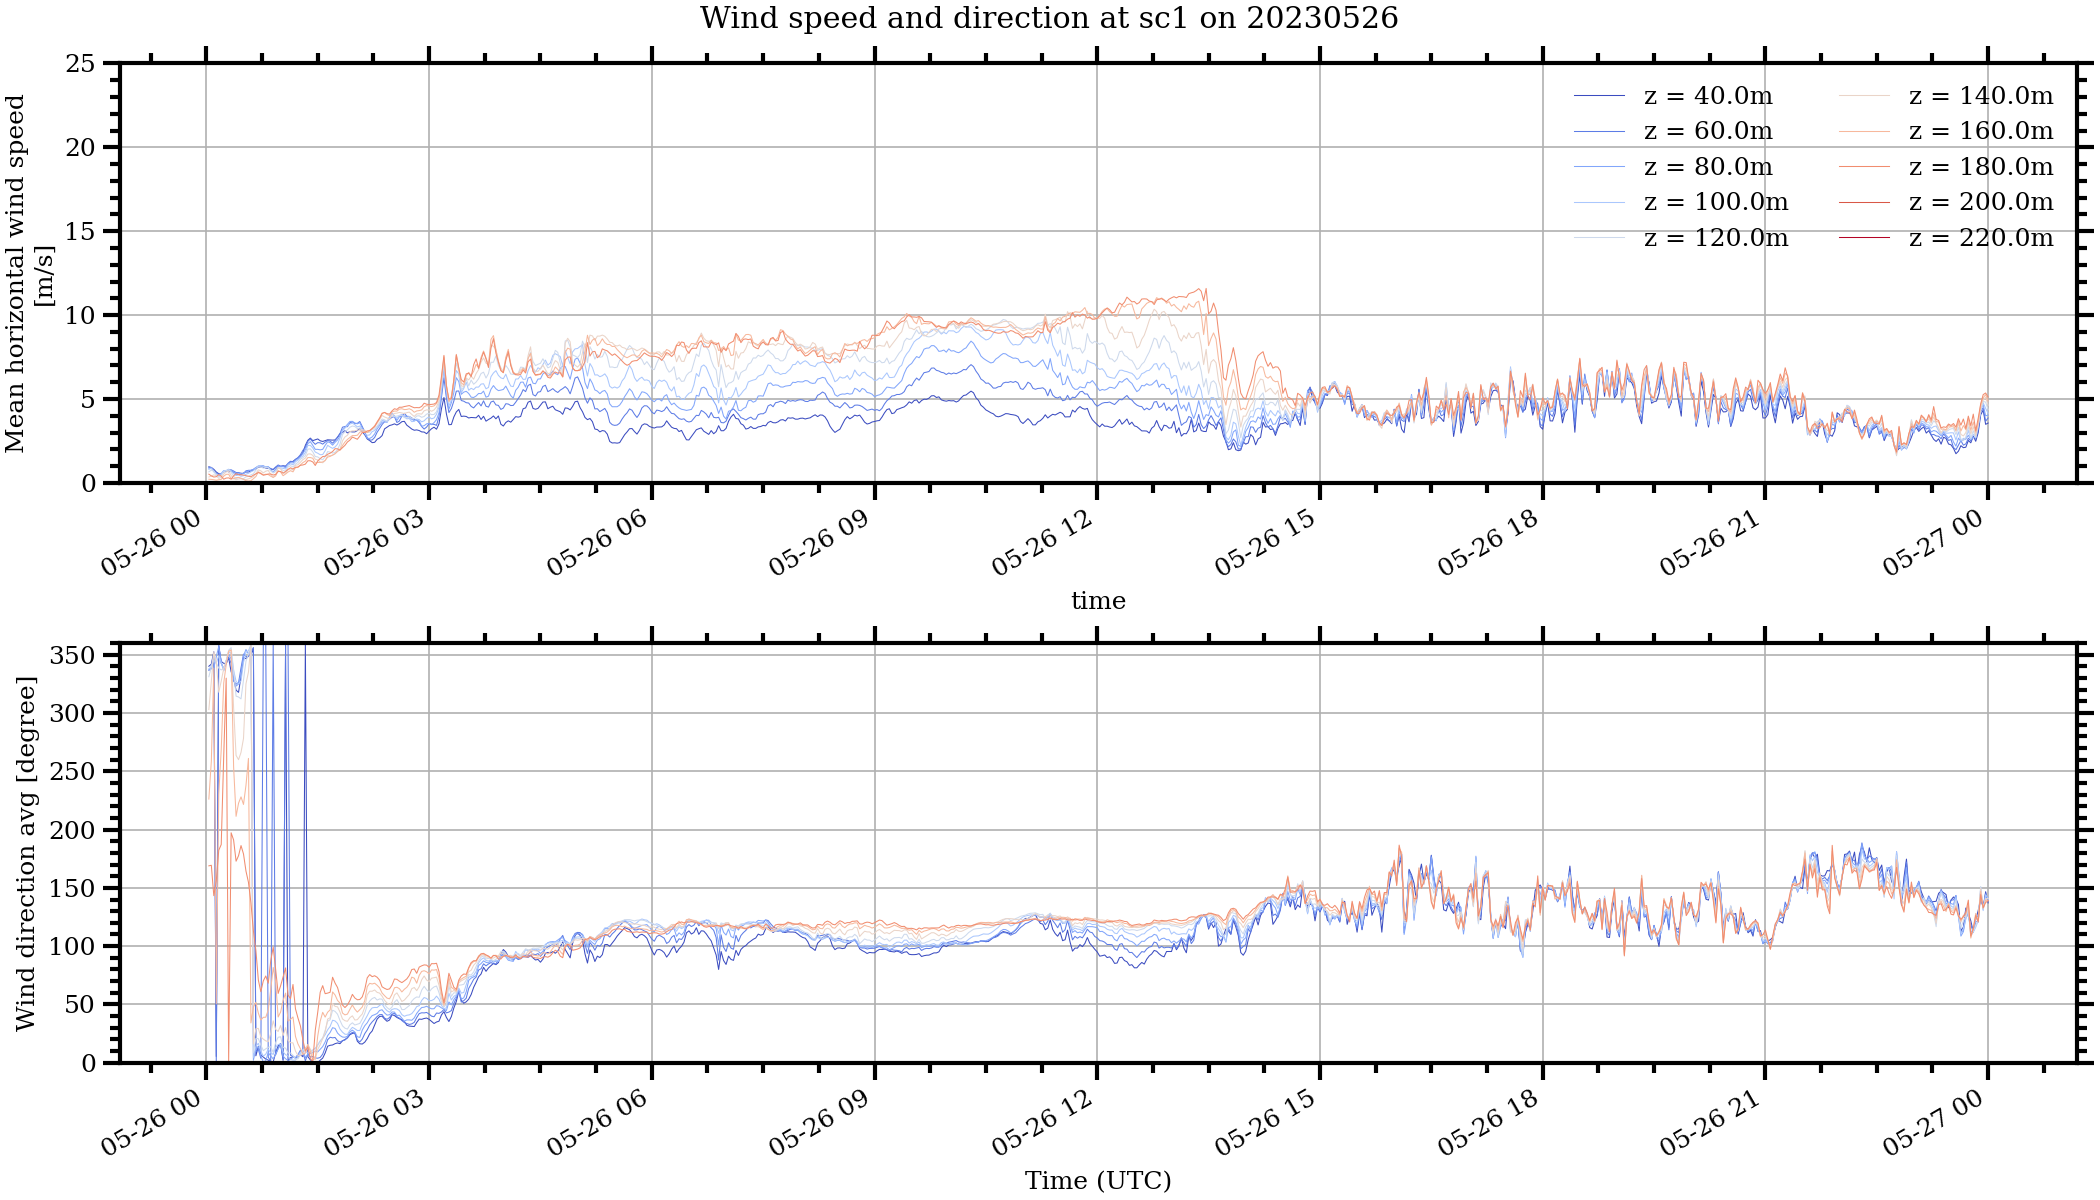 Wind speed and direction at sc1 on 20230526
Mean horizontal wind speed
[m/s]
25
20
15
10
5
0
z = 40.0m
z = 60.0m
z = 80.0m
z = 100.0m
z = 120.0m
z = 140.0m
z = 160.0m
z = 180.0m
z = 200.0m
z = 220.0m
05-26 00
05-26 03
05-26 06
05-26 09
05-26 12
05-26 15
05-26 18
05-26 21
05-27 00
time
Wind direction avg [degree]
350
300
250
200
150
100
50
0
05-26 00
05-26 03
05-26 06
05-26 09
05-26 12
05-26 15
05-26 18
05-26 21
05-27 00
Time (UTC)